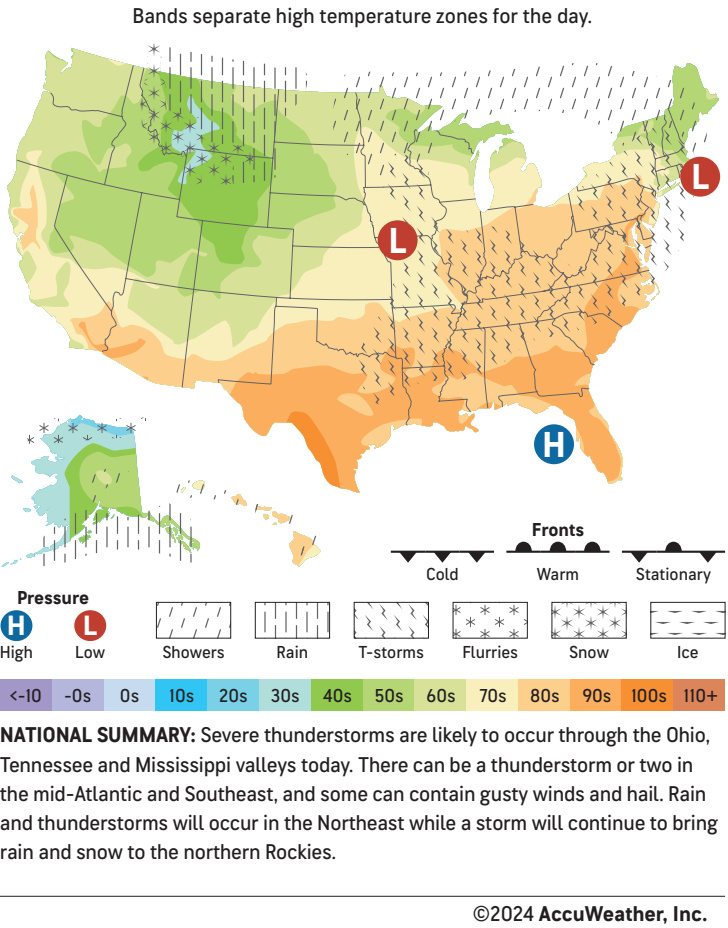 Bands separate high temperature zones for the day.
L
L
H
Fronts
Cold Warm Stationary
Pressure
H L
High Low Showers Rain T-storms Flurries Snow Ice
<-10 -0s 0s 10s 20s 30s 40s 50s 60s 70s 80s 90s 100s 110+
NATIONAL SUMMARY: Severe thunderstorms are likely to occur through the Ohio,
Tennessee and Mississippi valleys today. There can be a thunderstorm or two in
the mid-Atlantic and Southeast, and some can contain gusty winds and hail. Rain
and thunderstorms will occur in the Northeast while a storm will continue to bring
rain and snow to the northern Rockies.
©2024 AccuWeather, Inc.